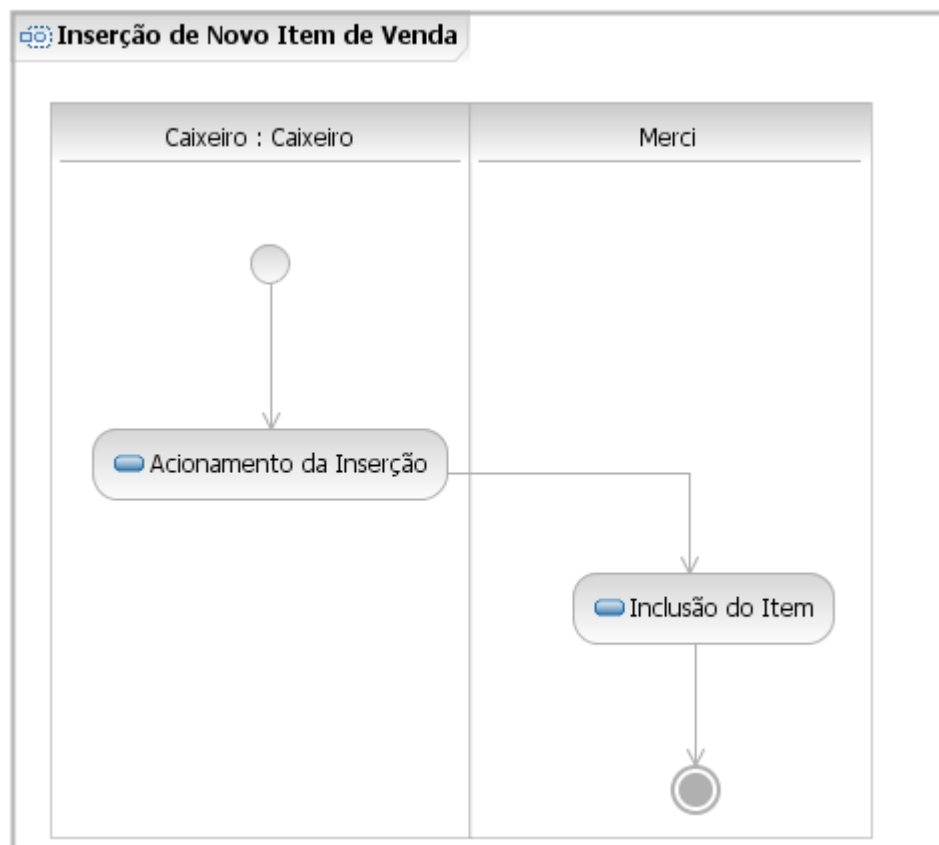 Inserção de Novo Item de Venda
Caixeiro : Caixeiro
Merci
Acionamento da Inserção
Inclusão do Item